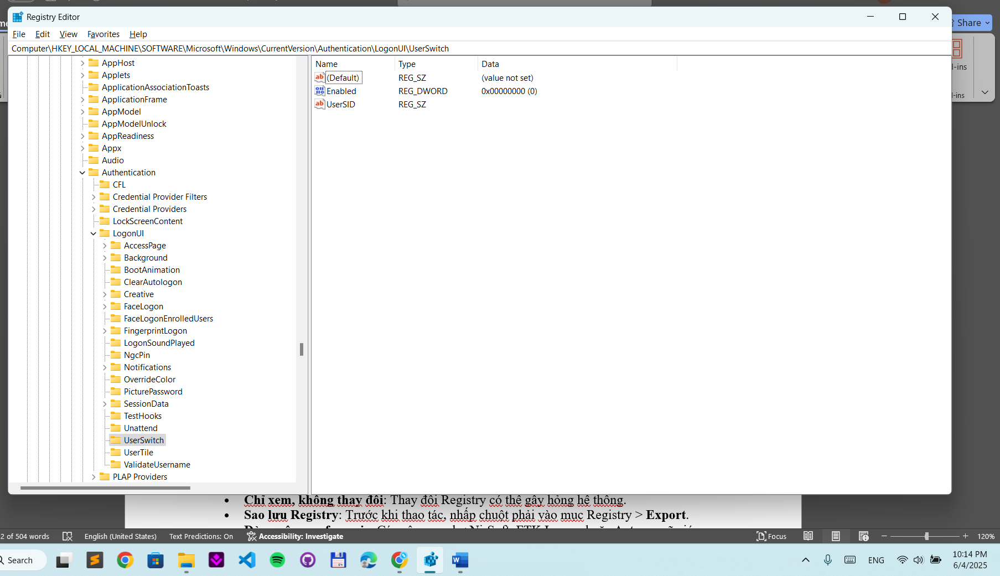 Registry Editor
Share
File Edit View Favorites Help
Computer\HKEY_LOCAL_MACHINE\SOFTWARE\Microsoft\Windows\CurrentVersion\Authentication\LogonUI\UserSwitch
AppHost
Applets
ApplicationAssociationToasts
ApplicationFrame
AppModel
AppModelUnlock
AppReadiness
Appx
Audio
Authentication
CFL
Credential Provider Filters
Credential Providers
LockScreenContent
LogonUI
AccessPage
Background
BootAnimation
ClearAutologon
Creative
FaceLogon
FaceLogonEnrolledUsers
FingerprintLogon
LogonSoundPlayed
NgcPin
Notifications
OverrideColor
PicturePassword
SessionData
TestHooks
Unattend
UserSwitch
UserTile
ValidateUsername
PLAP Providers
Name Type Data
(Default) REG_SZ (value not set)
Enabled REG_DWORD 0x00000000 (0)
UserSID REG_SZ
d-ins
d-ins
• Chỉ xem, không thay đổi: Thay đổi Registry có thể gây hỏng hệ thống.
• Sao lưu Registry: Trước khi thao tác, nhấp chuột phải vào mục Registry > Export.
2 of 504 words English (United States) Text Predictions: On Accessibility: Investigate Focus 120%
Search ENG 10:14 PM
6/4/2025